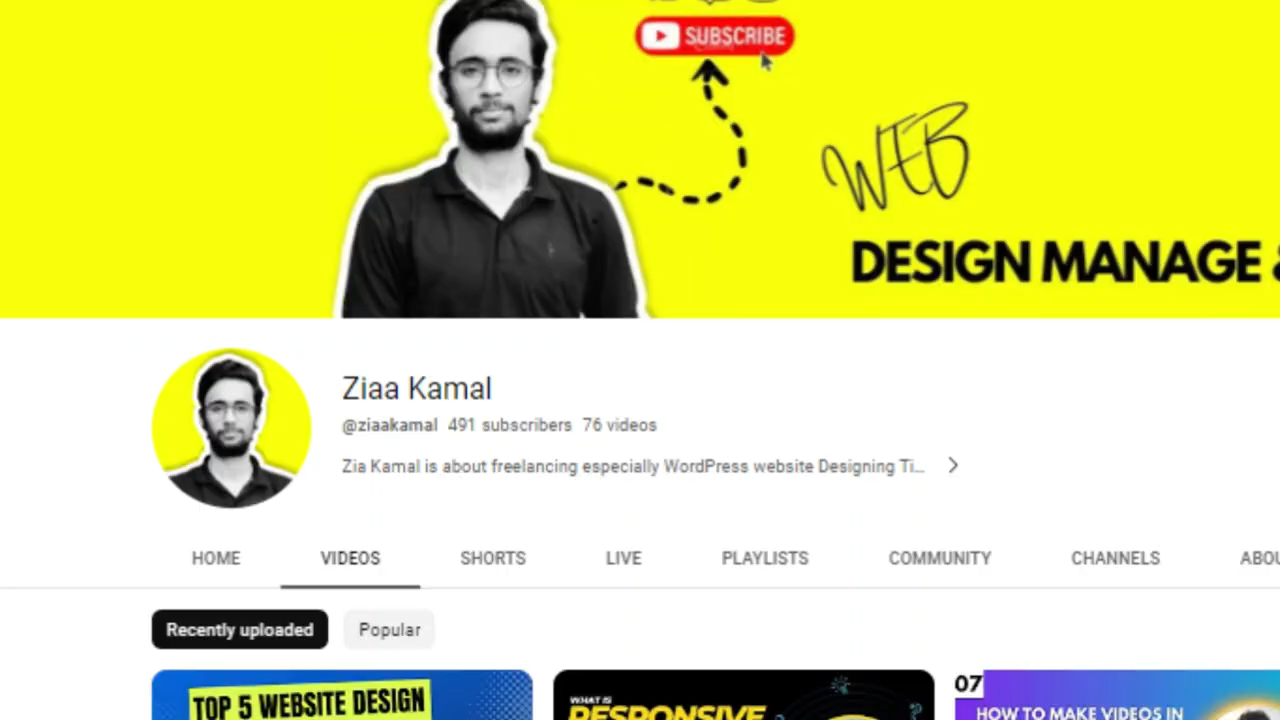 SUBSCRIBE
WEB
DESIGN MANAGE &
Ziaa Kamal
@ziaakamal 491 subscribers 76 videos
Zia Kamal is about freelancing especially WordPress website Designing Ti...
HOME VIDEOS SHORTS LIVE PLAYLISTS COMMUNITY CHANNELS ABOU
Recently uploaded Popular
TOP 5 WEBSITE DESIGN
WHAT IS
RESPONSIVE
07
HOW TO MAKE VIDEOS IN